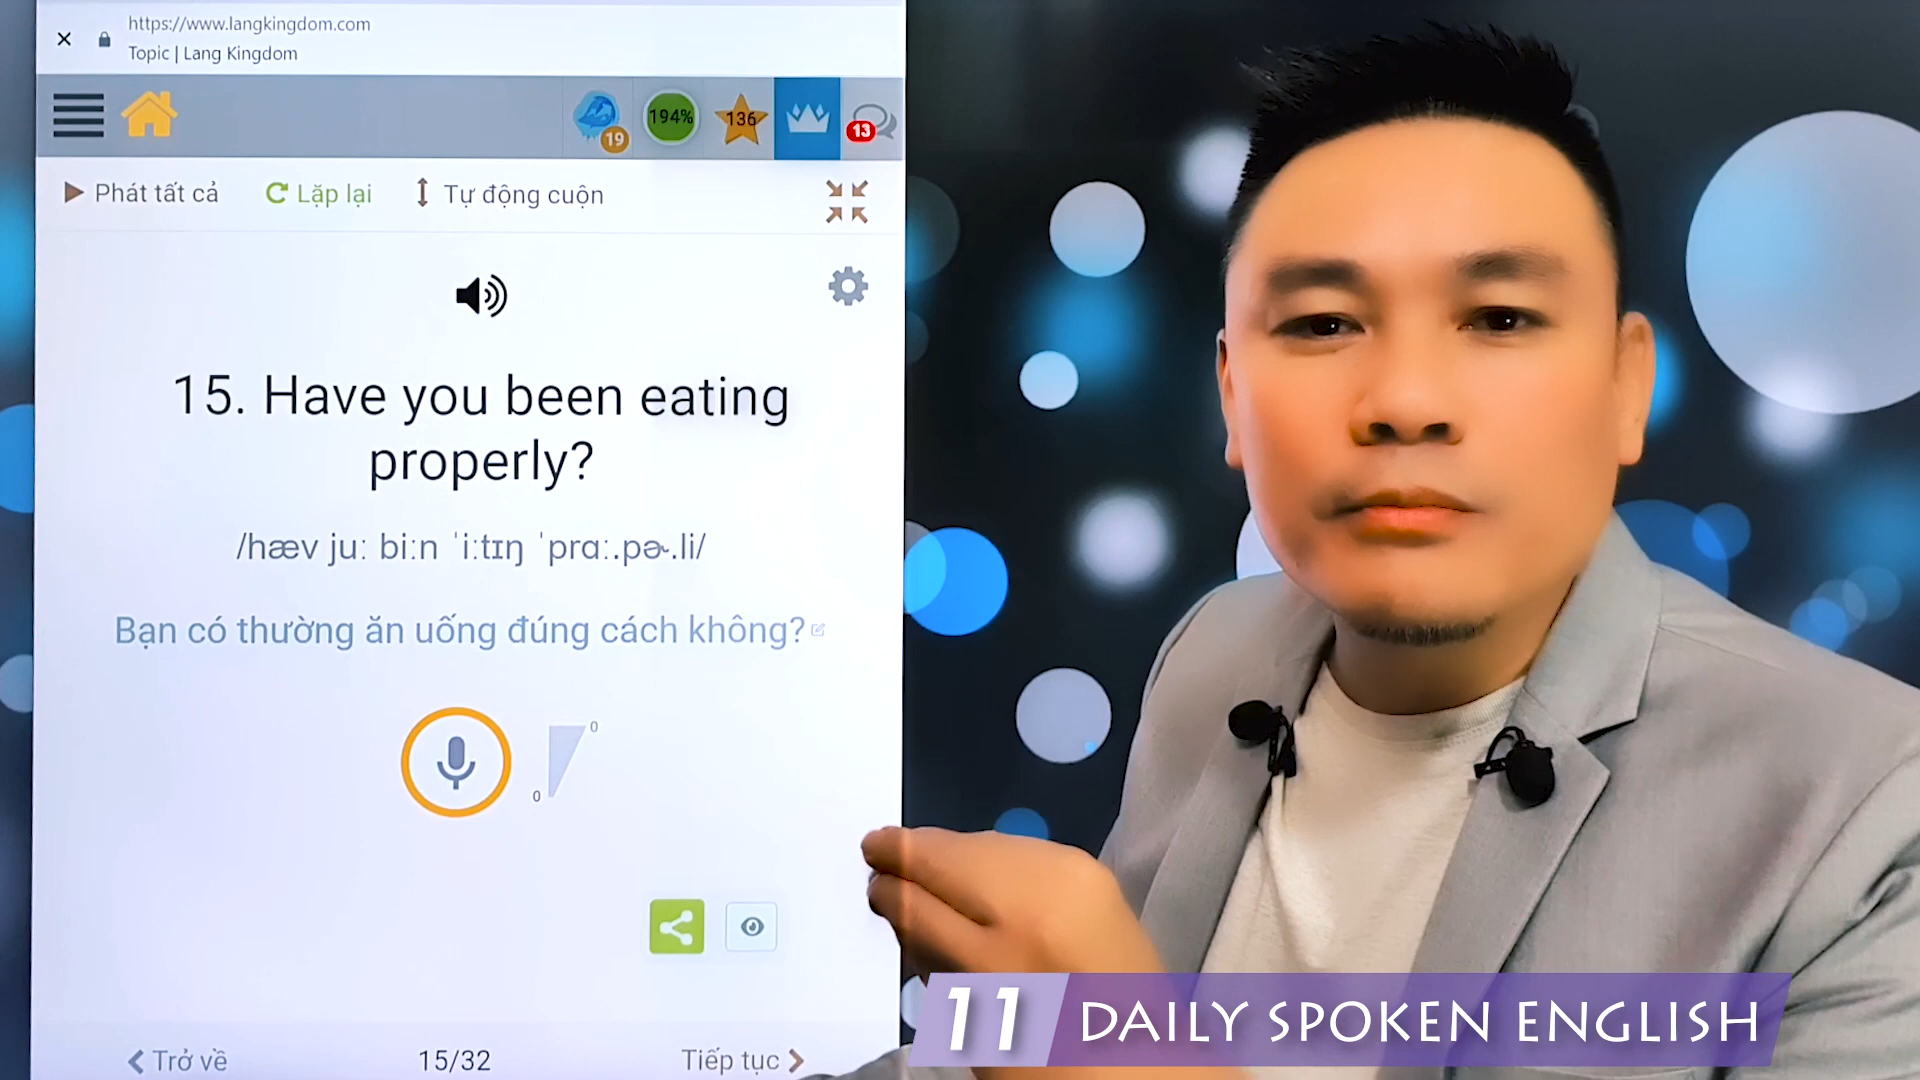 https://www.langkingdom.com
Topic | Lang Kingdom
19
194%
136
13
Phát tất cả
Lặp lại
Tự động cuộn
15. Have you been eating
properly?
/hæv juː biːn ˈiːtɪŋ ˈprɑː.pɚ.li/
Bạn có thường ăn uống đúng cách không?
0
0
Trở về
15/32
Tiếp tục
11 DAILY SPOKEN ENGLISH